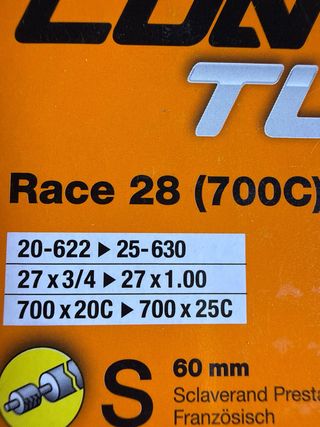 TU
Race 28 (700C)
20-622 ▶ 25-630
27 x 3/4 ▶ 27 x 1.00
700 x 20C ▶ 700 x 25C
S
60 mm
Sclaverand Presta
Französisch